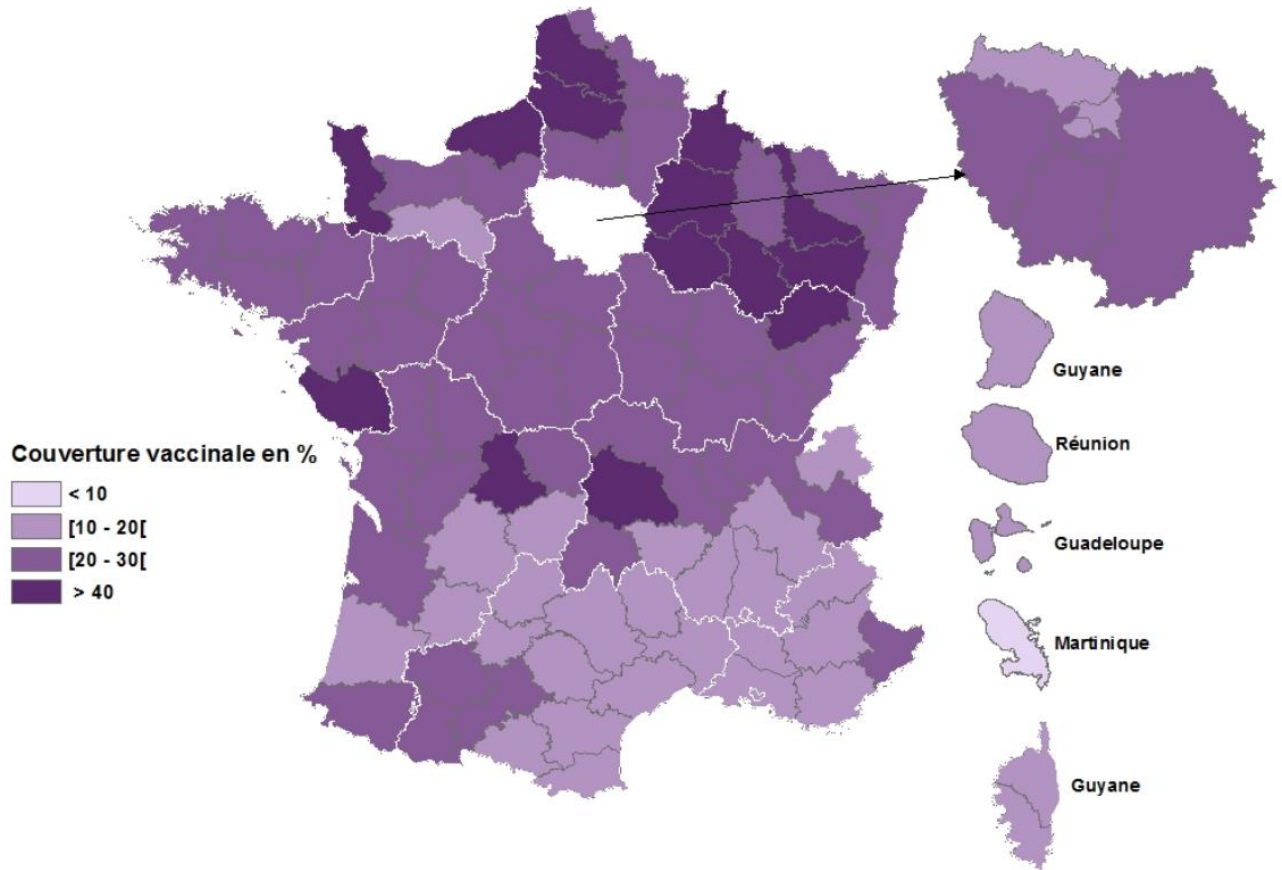 Couverture vaccinale en %
< 10
[10 - 20[
[20 - 30[
> 40
Guyane
Réunion
Guadeloupe
Martinique
Guyane